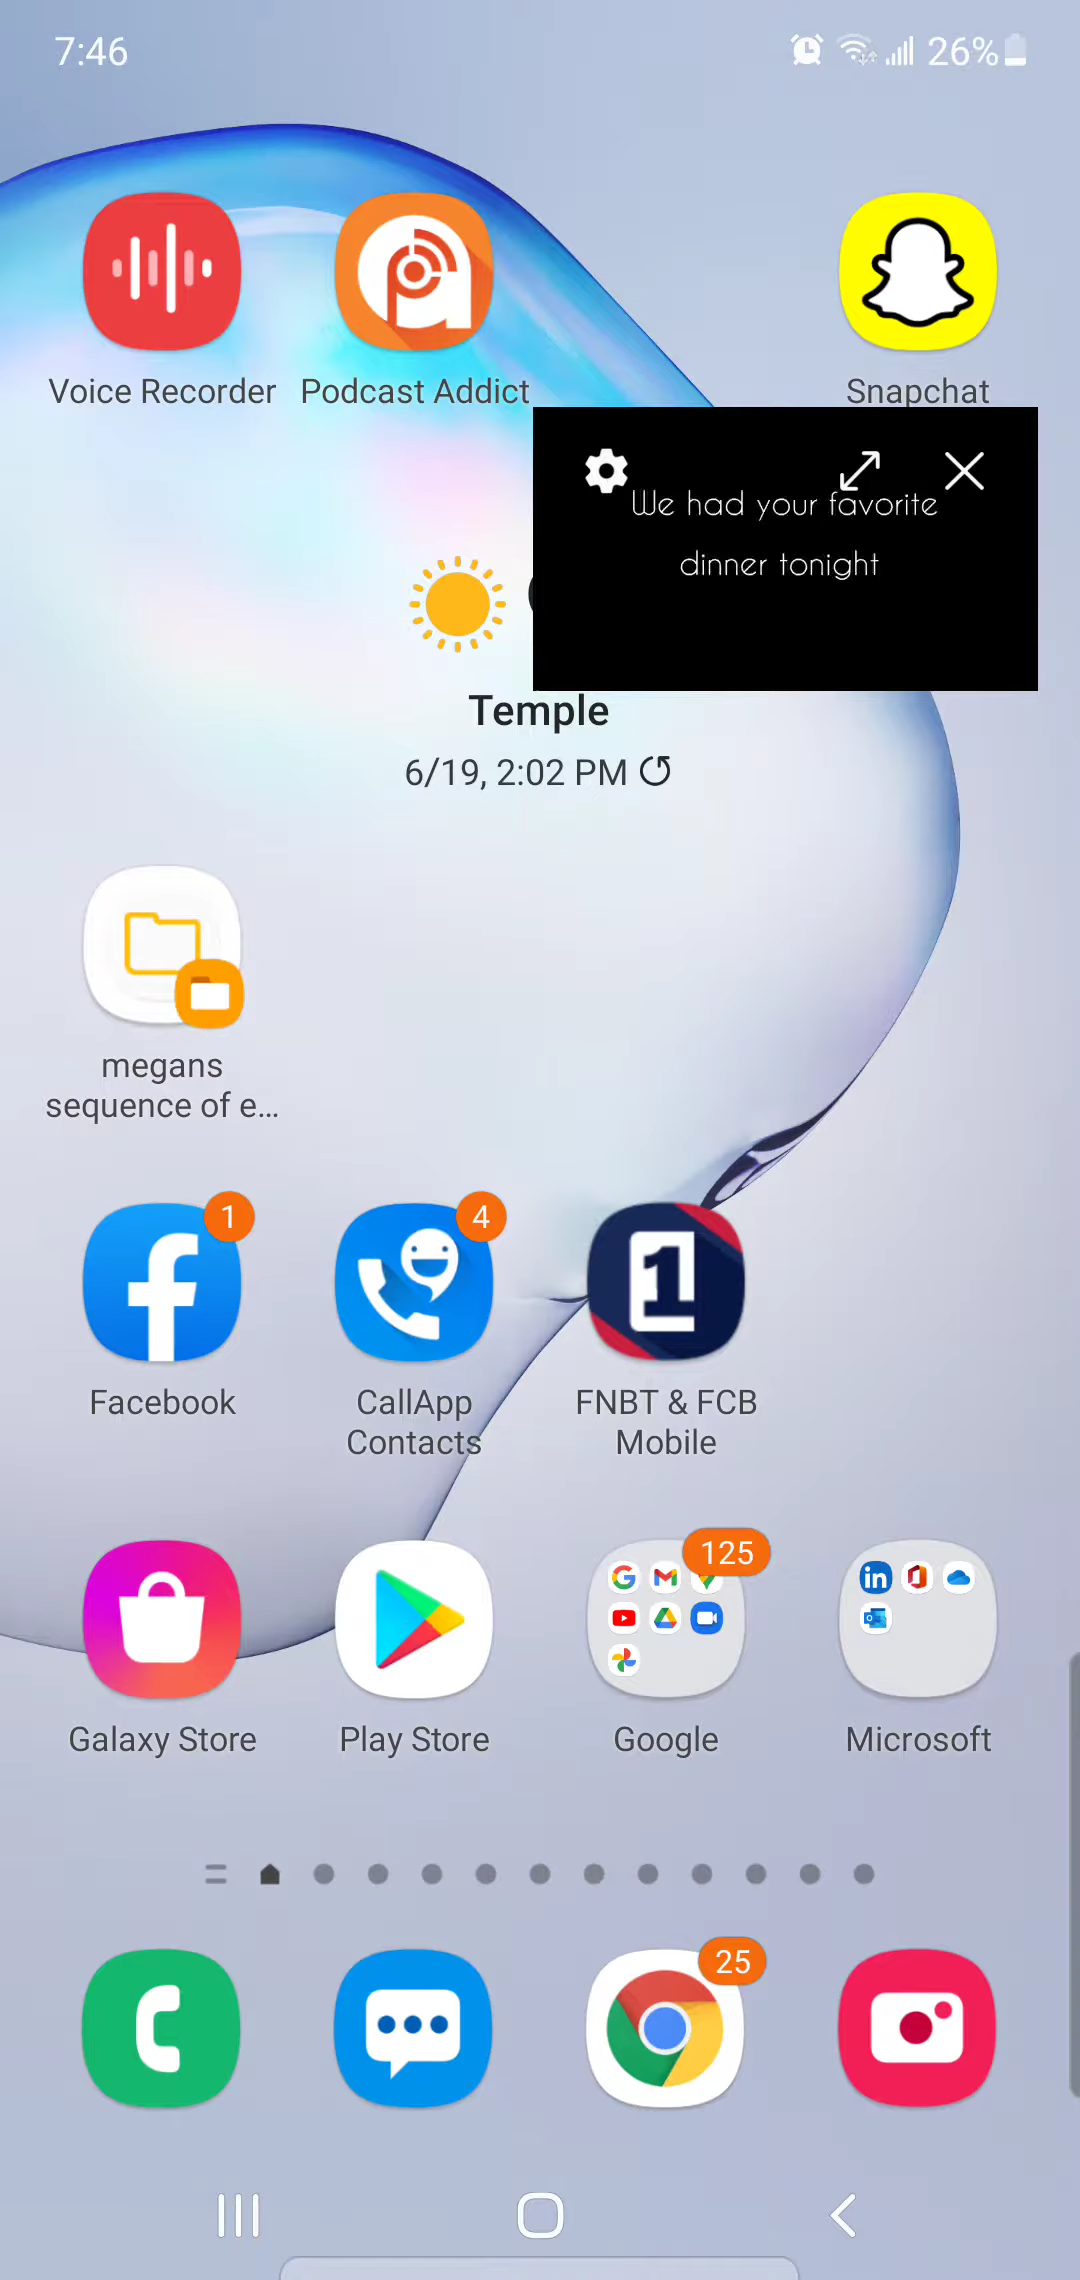 7:46
26%
Voice Recorder
Podcast Addict
Snapchat
We had your favorite
dinner tonight
Temple
6/19, 2:02 PM
megans
sequence of e...
1
4
1
Facebook
CallApp
Contacts
FNBT & FCB
Mobile
125
in
Galaxy Store
Play Store
Google
Microsoft
25